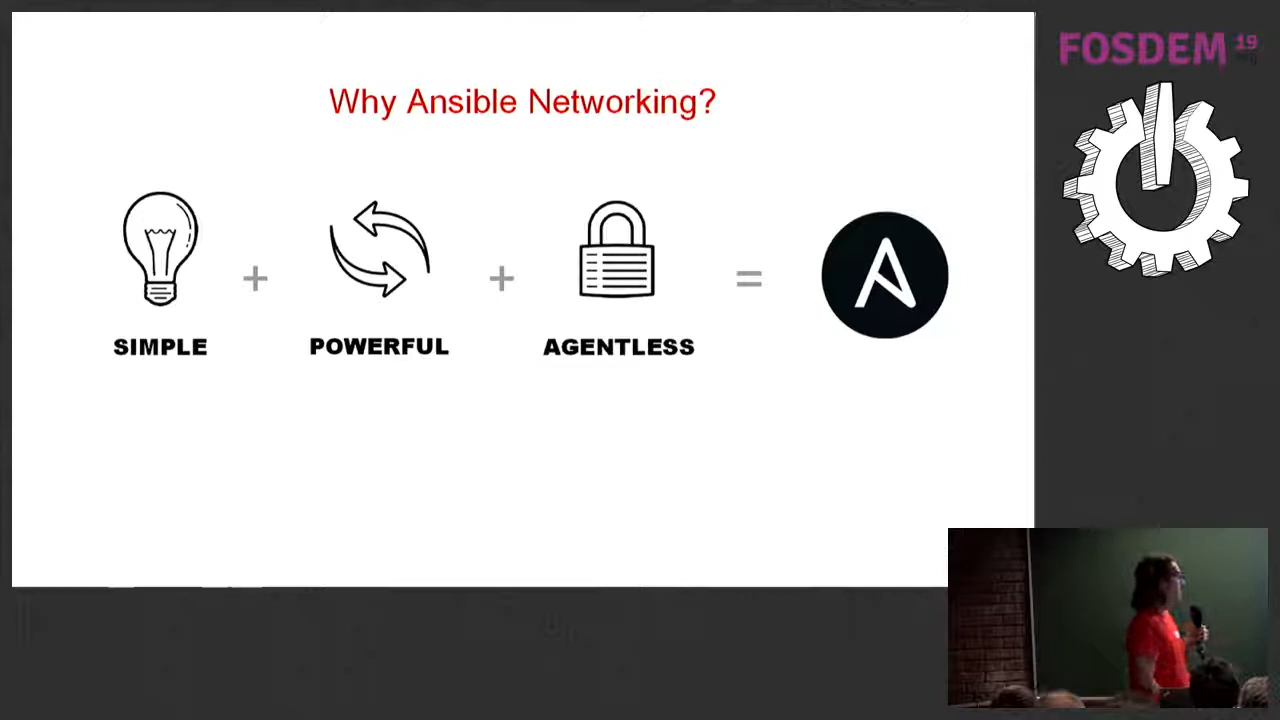 Why Ansible Networking?
+ + =
SIMPLE POWERFUL AGENTLESS
FOSDEM 19